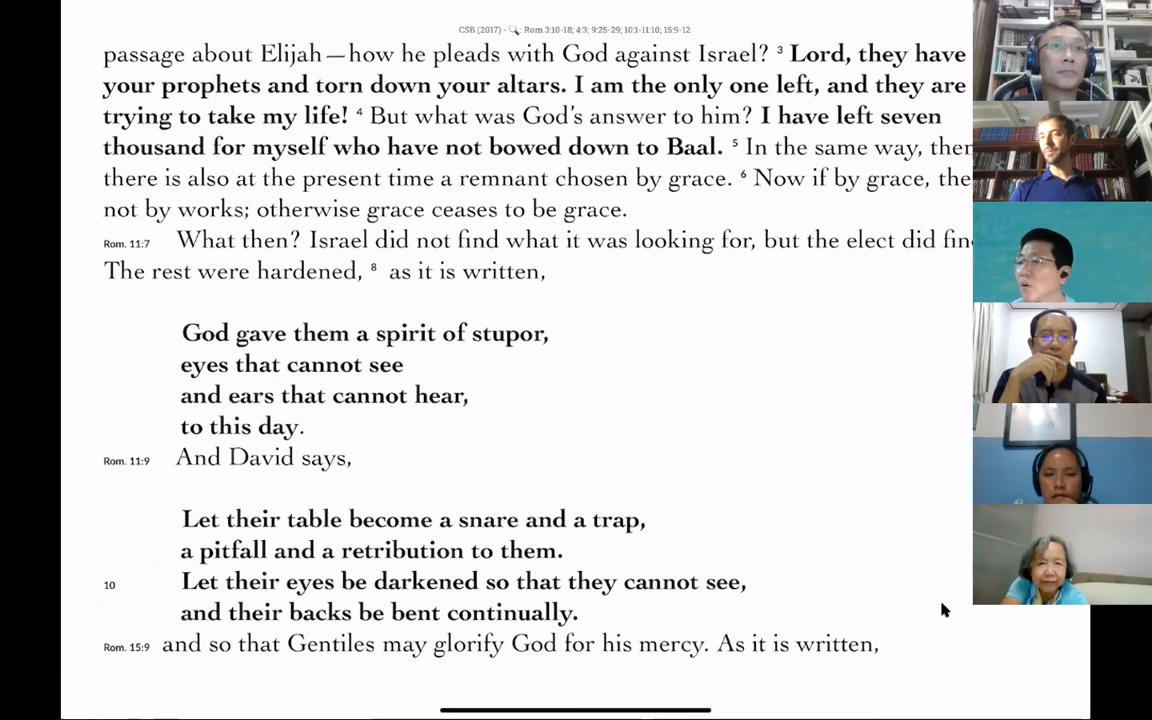 CSB (2017) - Rom 3:10-18; 4:3; 9:25-29; 10:1-11:10; 15:9-12
passage about Elijah—how he pleads with God against Israel? 3 Lord, they have
your prophets and torn down your altars. I am the only one left, and they are
trying to take my life! 4 But what was God's answer to him? I have left seven
thousand for myself who have not bowed down to Baal. 5 In the same way, then
there is also at the present time a remnant chosen by grace. 6 Now if by grace, the
not by works; otherwise grace ceases to be grace.
Rom. 11:7 What then? Israel did not find what it was looking for, but the elect did fin
The rest were hardened, 8 as it is written,
God gave them a spirit of stupor,
eyes that cannot see
and ears that cannot hear,
to this day.
Rom. 11:9 And David says,
Let their table become a snare and a trap,
a pitfall and a retribution to them.
10 Let their eyes be darkened so that they cannot see,
and their backs be bent continually.
Rom. 15:9 and so that Gentiles may glorify God for his mercy. As it is written,